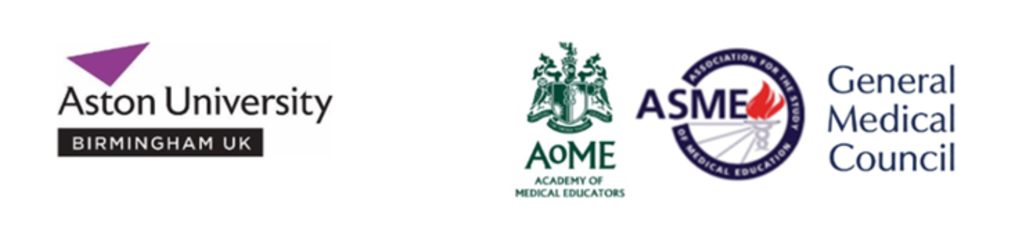 Aston University
BIRMINGHAM UK
AoME
ACADEMY OF
MEDICAL EDUCATORS
ASME
ASSOCIATION FOR THE STUDY
OF MEDICAL EDUCATION
General
Medical
Council